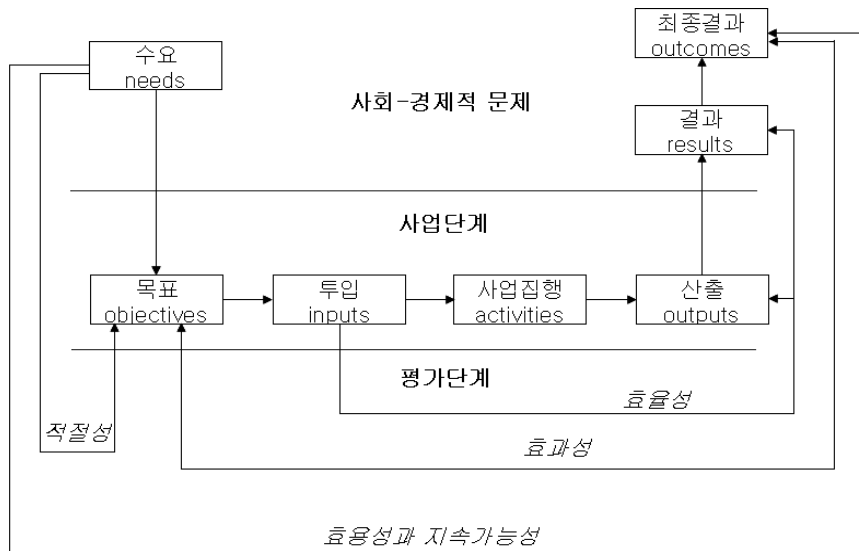 최종결과
outcomes
수요
needs
사회-경제적 문제
결과
results
사업단계
목표
objectives
투입
inputs
사업집행
activities
산출
outputs
평가단계
효율성
적절성
효과성
효용성과 지속가능성